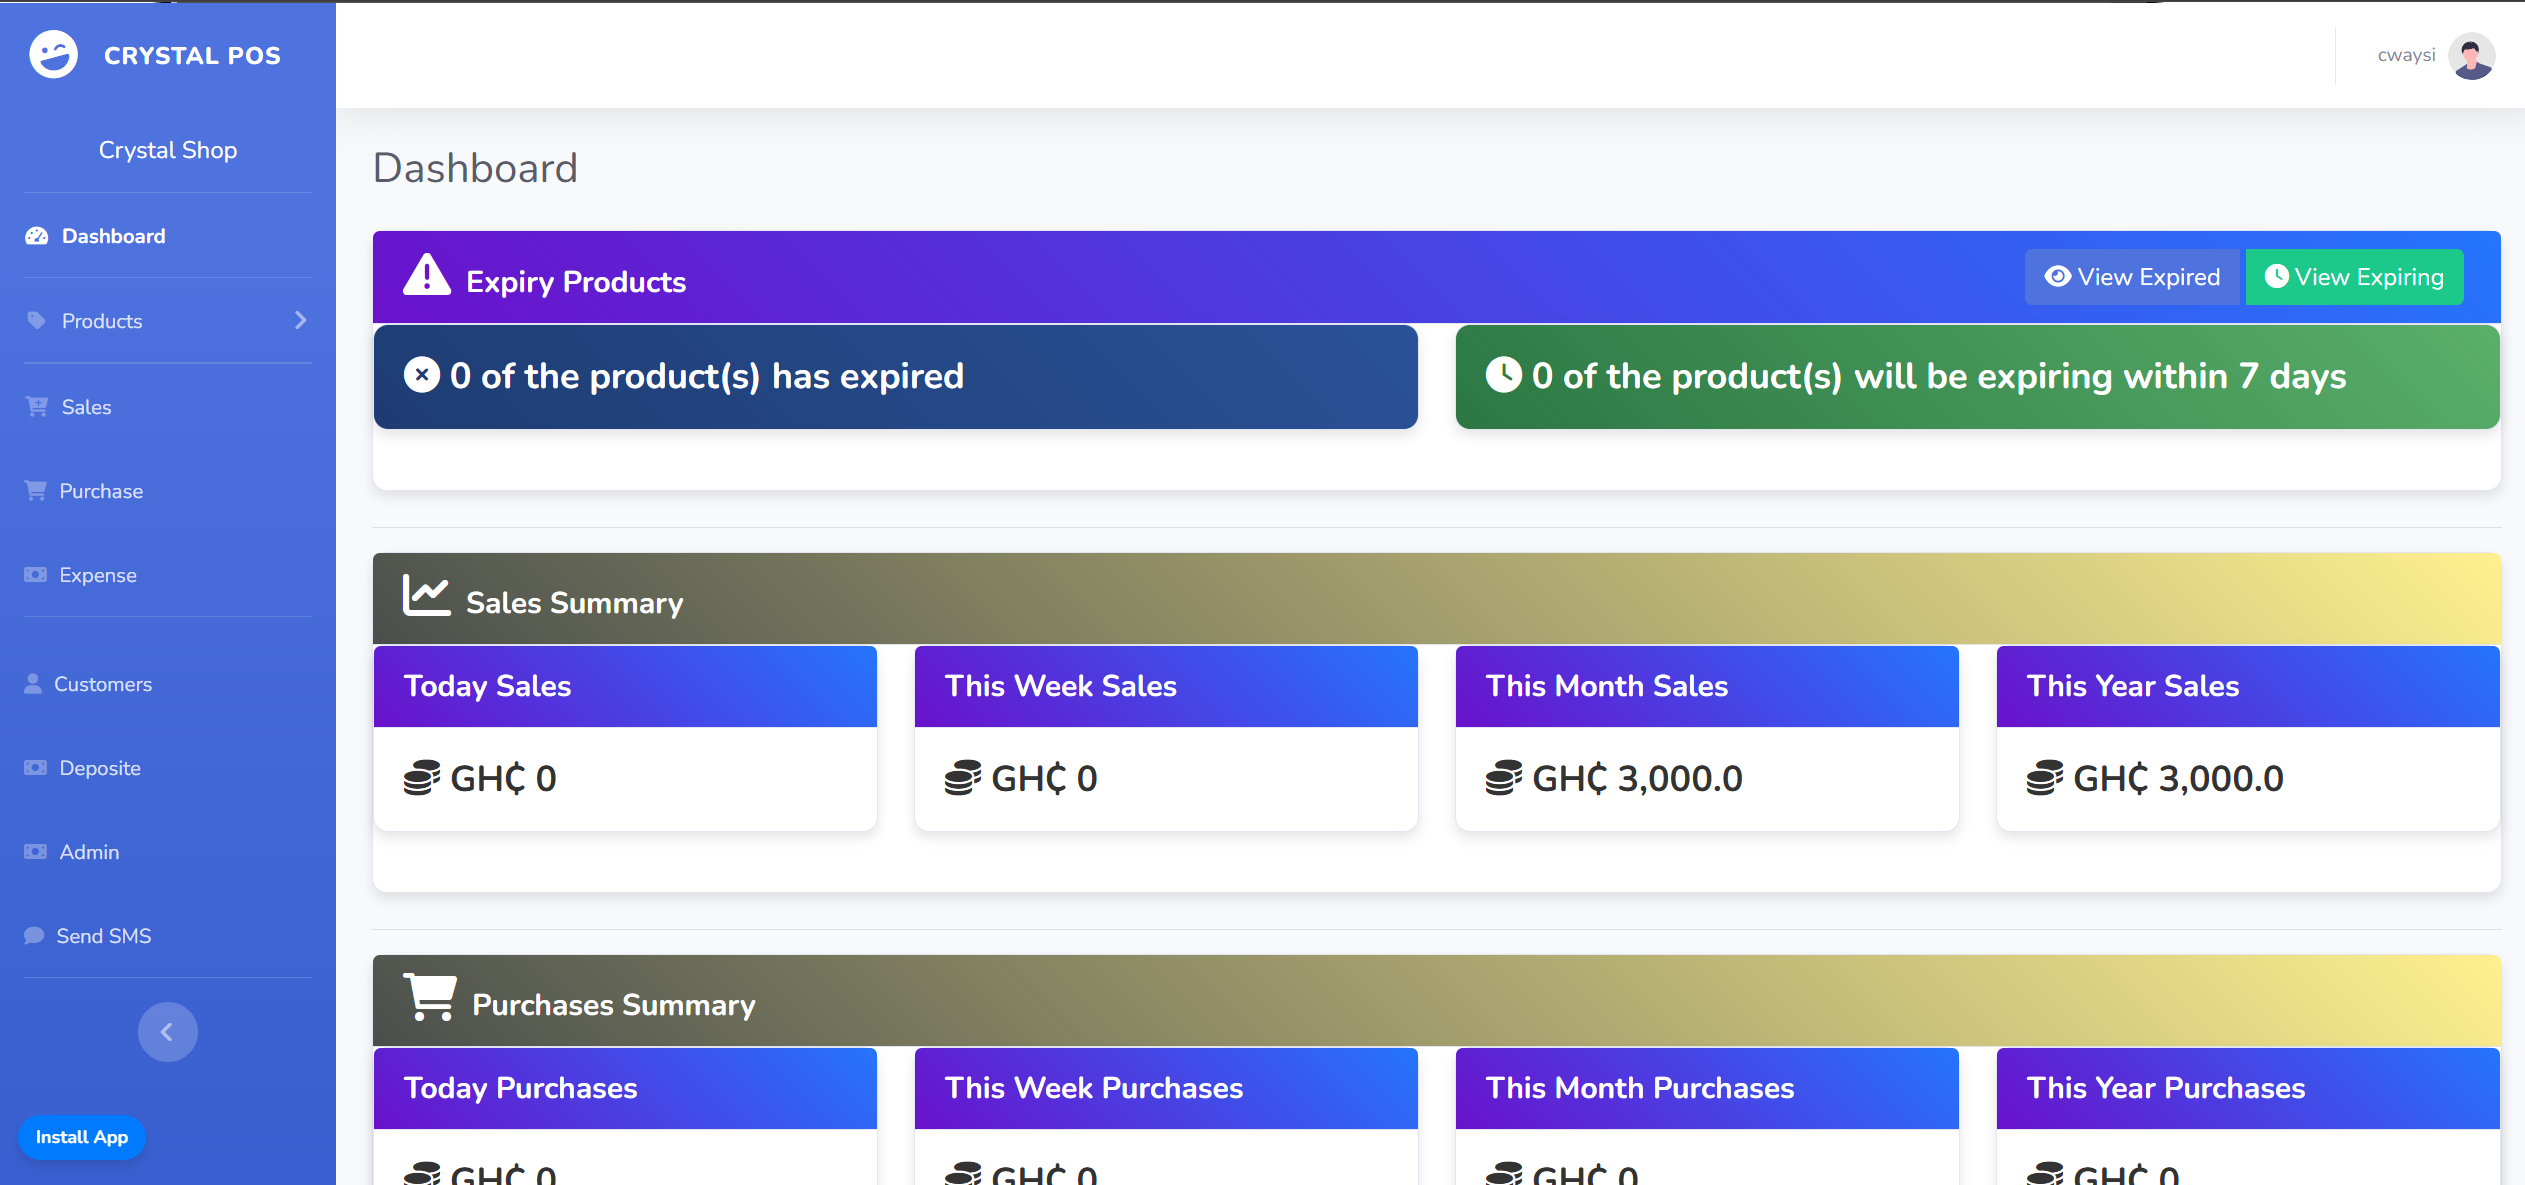 CRYSTAL POS
cwaysi
Crystal Shop
Dashboard
Products
Sales
Purchase
Expense
Customers
Deposite
Admin
Send SMS
Install App
Dashboard
Expiry Products
View Expired
View Expiring
0 of the product(s) has expired
0 of the product(s) will be expiring within 7 days
Sales Summary
Today Sales
GH₵ 0
This Week Sales
GH₵ 0
This Month Sales
GH₵ 3,000.0
This Year Sales
GH₵ 3,000.0
Purchases Summary
Today Purchases
GH₵ 0
This Week Purchases
GH₵ 0
This Month Purchases
GH₵ 0
This Year Purchases
GH₵ 0